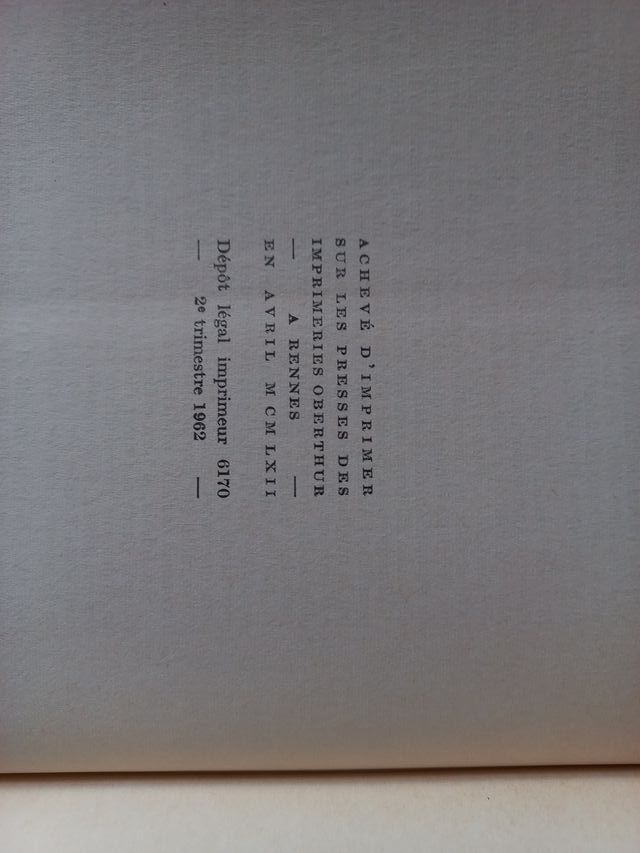 ACHEVÉ D'IMPRIMER
SUR LES PRESSES DES
IMPRIMERIES OBERTHUR
— A RENNES —
EN AVRIL MCMLXII
Dépôt légal imprimeur 6170
— 2e trimestre 1962 —